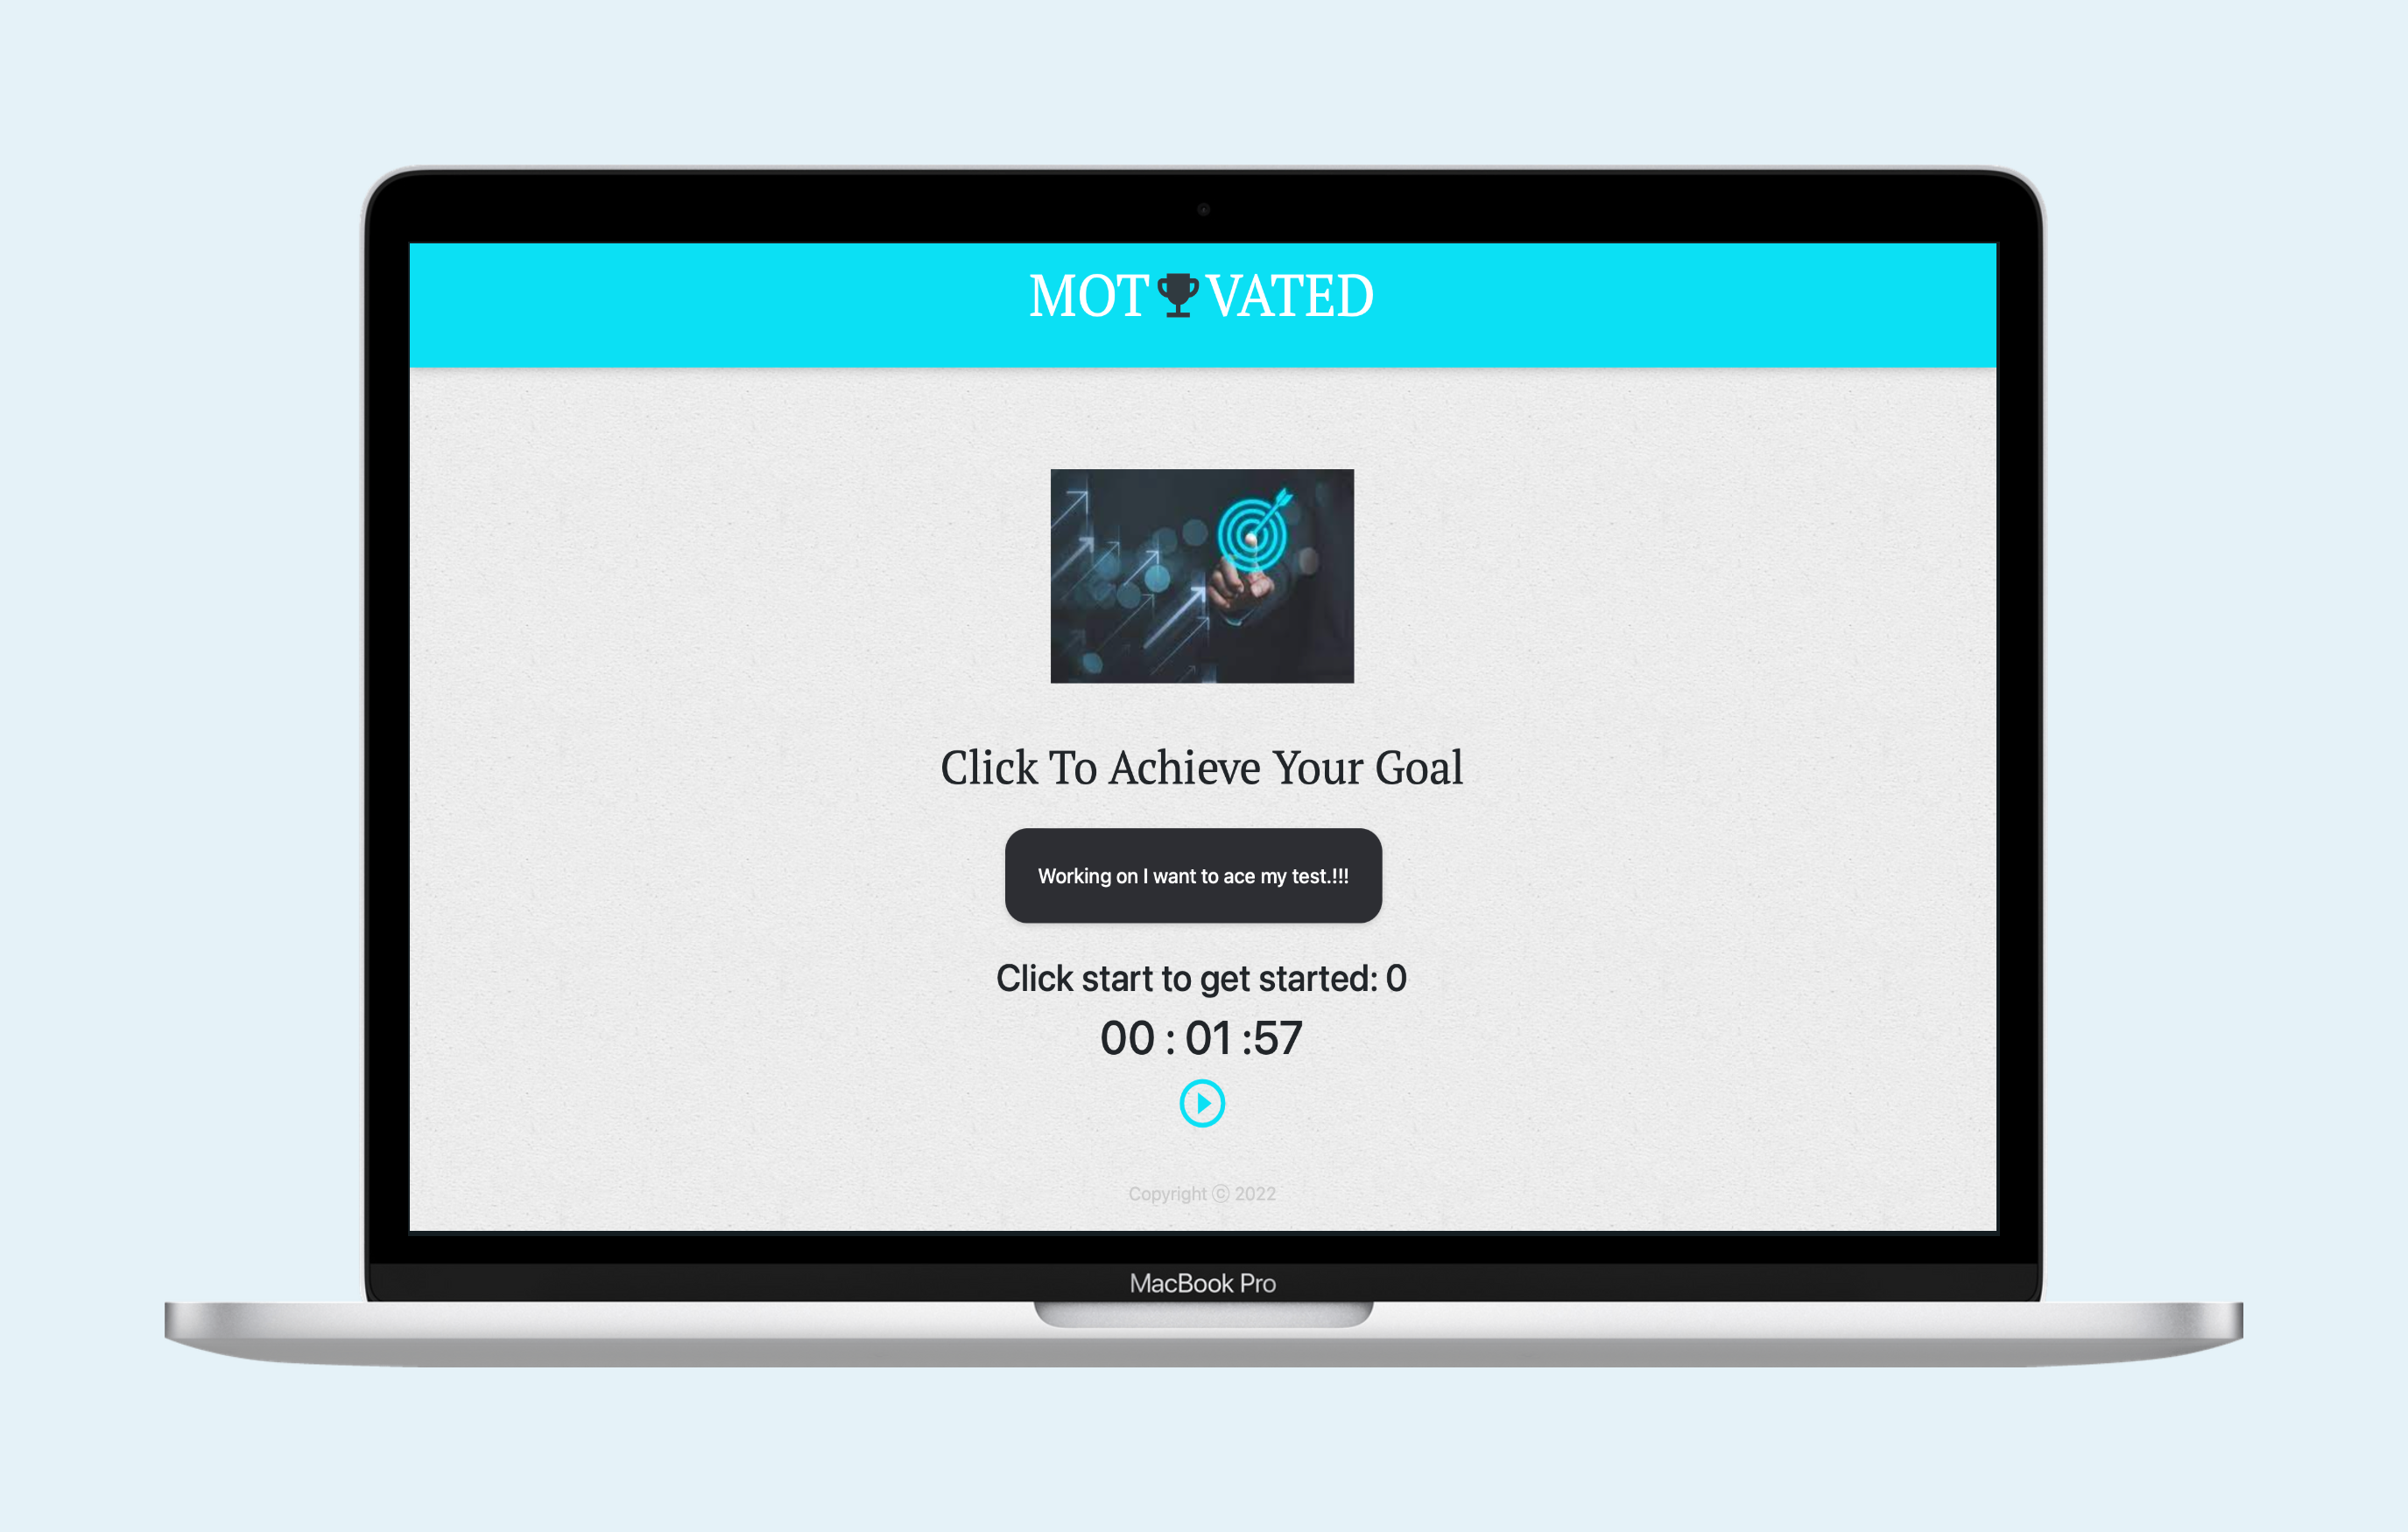 MOT VATED
Click To Achieve Your Goal
Working on I want to ace my test.!!!
Click start to get started: 0
00 : 01 :57
Copyright © 2022
MacBook Pro